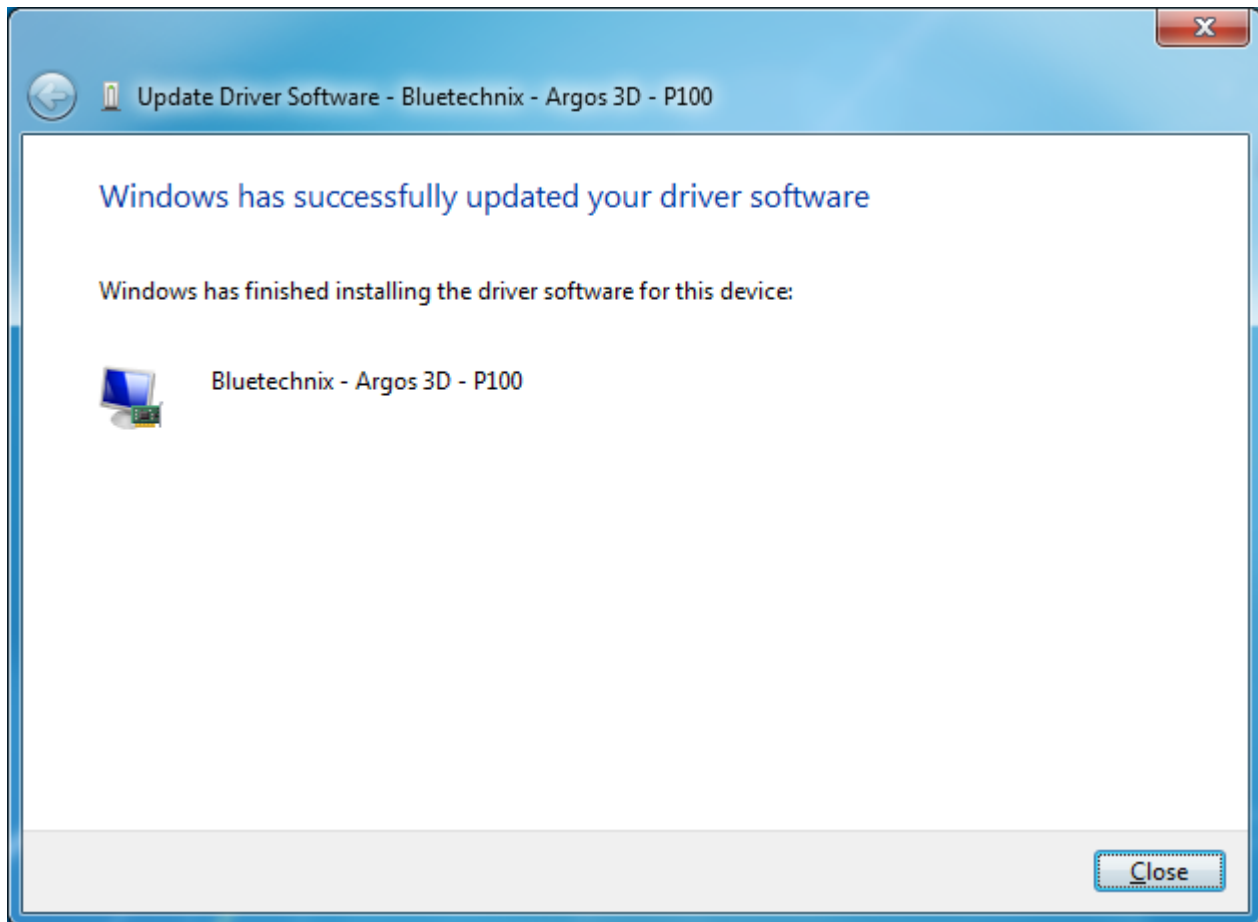 Update Driver Software - Bluetechnix - Argos 3D - P100
Windows has successfully updated your driver software
Windows has finished installing the driver software for this device:
Bluetechnix - Argos 3D - P100
Close